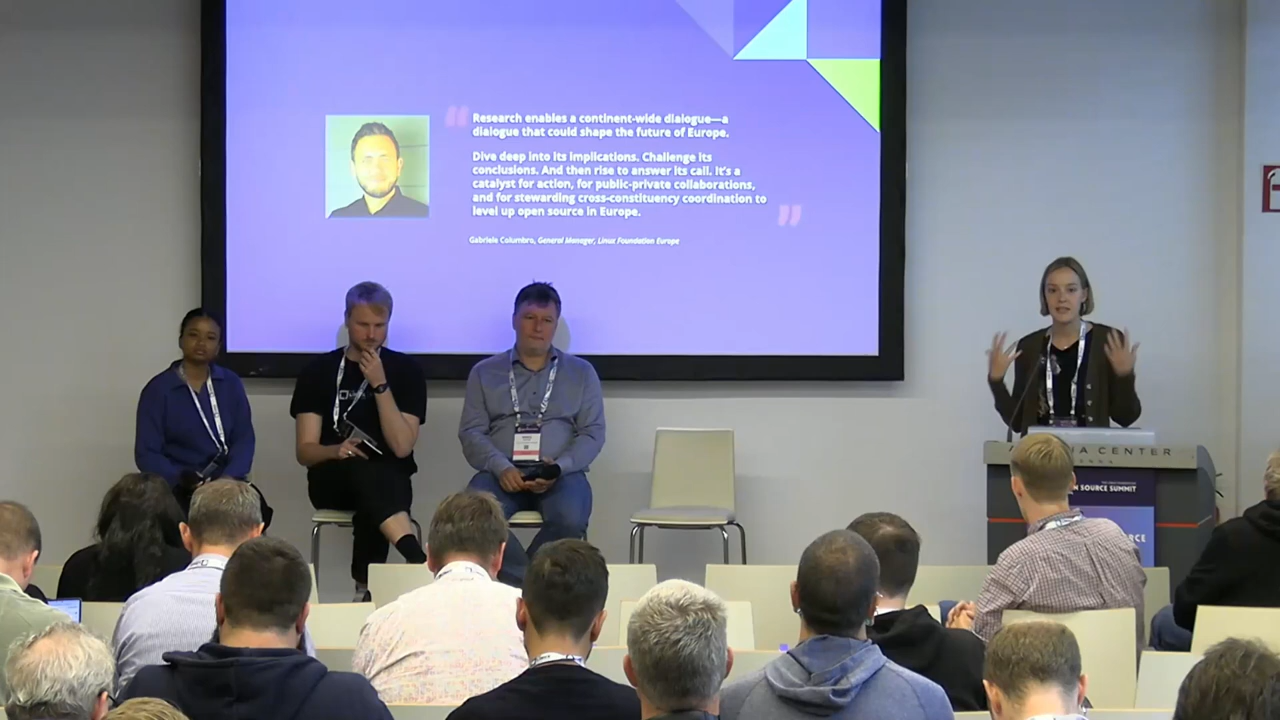 Research enables a continent-wide dialogue—a
dialogue that could shape the future of Europe.
Dive deep into its implications. Challenge its
conclusions. And then rise to answer its call. It's a
catalyst for action, for public-private collaborations,
and for stewarding cross-constituency coordination to
level up open source in Europe.
Gabriele Columbro, General Manager, Linux Foundation Europe
CENTER
SOURCE SUMMIT